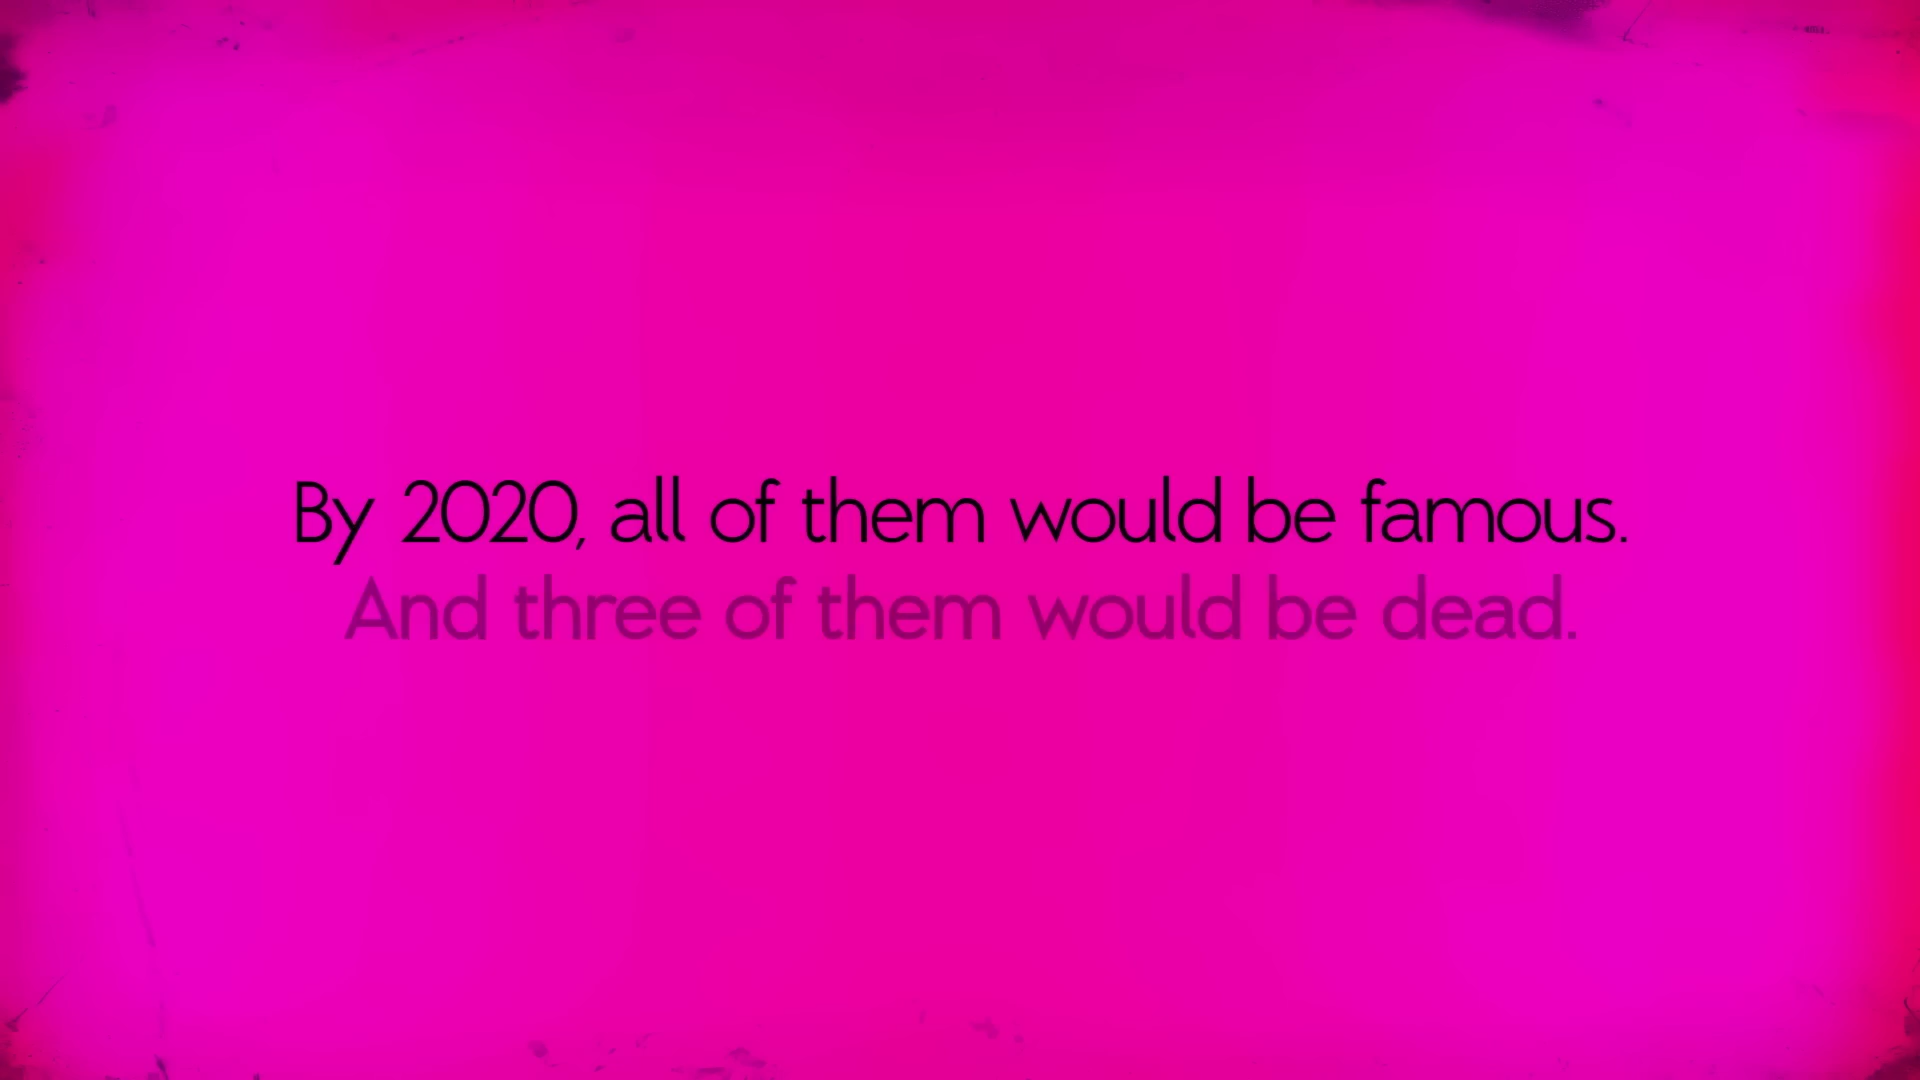 By 2020, all of them would be famous.
And three of them would be dead.